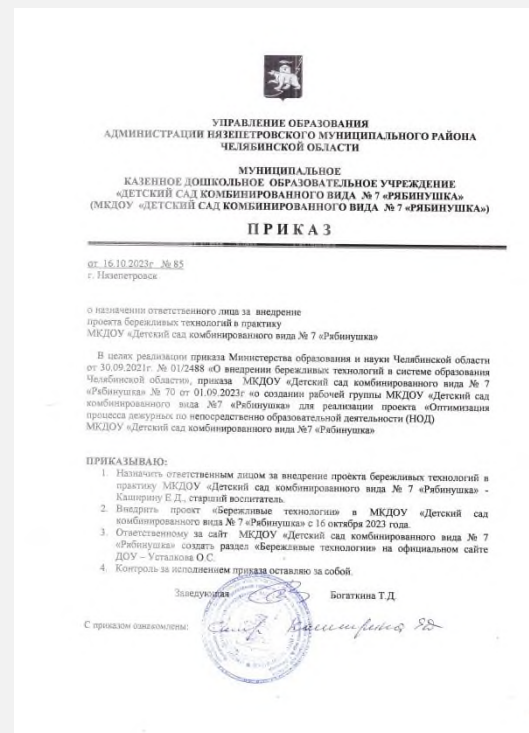 УПРАВЛЕНИЕ ОБРАЗОВАНИЯ
АДМИНИСТРАЦИИ НЯЗЕПЕТРОВСКОГО МУНИЦИПАЛЬНОГО РАЙОНА
ЧЕЛЯБИНСКОЙ ОБЛАСТИ
МУНИЦИПАЛЬНОЕ
КАЗЕННОЕ ДОШКОЛЬНОЕ ОБРАЗОВАТЕЛЬНОЕ УЧРЕЖДЕНИЕ
«ДЕТСКИЙ САД КОМБИНИРОВАННОГО ВИДА № 7 «РЯБИНУШКА»
(МКДОУ «ДЕТСКИЙ САД КОМБИНИРОВАННОГО ВИДА № 7 «РЯБИНУШКА»)
ПРИКАЗ
от 16.10.2023г № 85
г. Нязепетровск
о назначении ответственного лица за внедрение
проекта бережливых технологий в практику
МКДОУ «Детский сад комбинированного вида № 7 «Рябинушка»
В целях реализации приказа Министерства образования и науки Челябинской области
от 30.09.2021г. № 01/2488 «О внедрении бережливых технологий в системе образования
Челябинской области», приказа МКДОУ «Детский сад комбинированного вида № 7
«Рябинушка» № 70 от 01.09.2023г «о создании рабочей группы МКДОУ «Детский сад
комбинированного вида №7 «Рябинушка» для реализации проекта «Оптимизация
процесса дежурных по непосредственно образовательной деятельности (НОД)
МКДОУ «Детский сад комбинированного вида №7 «Рябинушка»
ПРИКАЗЫВАЮ:
1. Назначить ответственным лицом за внедрение проекта бережливых технологий в
практику МКДОУ «Детский сад комбинированного вида № 7 «Рябинушка» -
Каширину Е.Д., старший воспитатель.
2. Внедрить проект «Бережливые технологии» в МКДОУ «Детский сад
комбинированного вида № 7 «Рябинушка» с 16 октября 2023 года.
3. Ответственному за сайт МКДОУ «Детский сад комбинированного вида № 7
«Рябинушка» создать раздел «Бережливые технологии» на официальном сайте
ДОУ – Усталкова О.С.
4. Контроль за исполнением приказа оставляю за собой.
Заведующая Богаткина Т.Д.
С приказом ознакомлены: Каширина ЕД